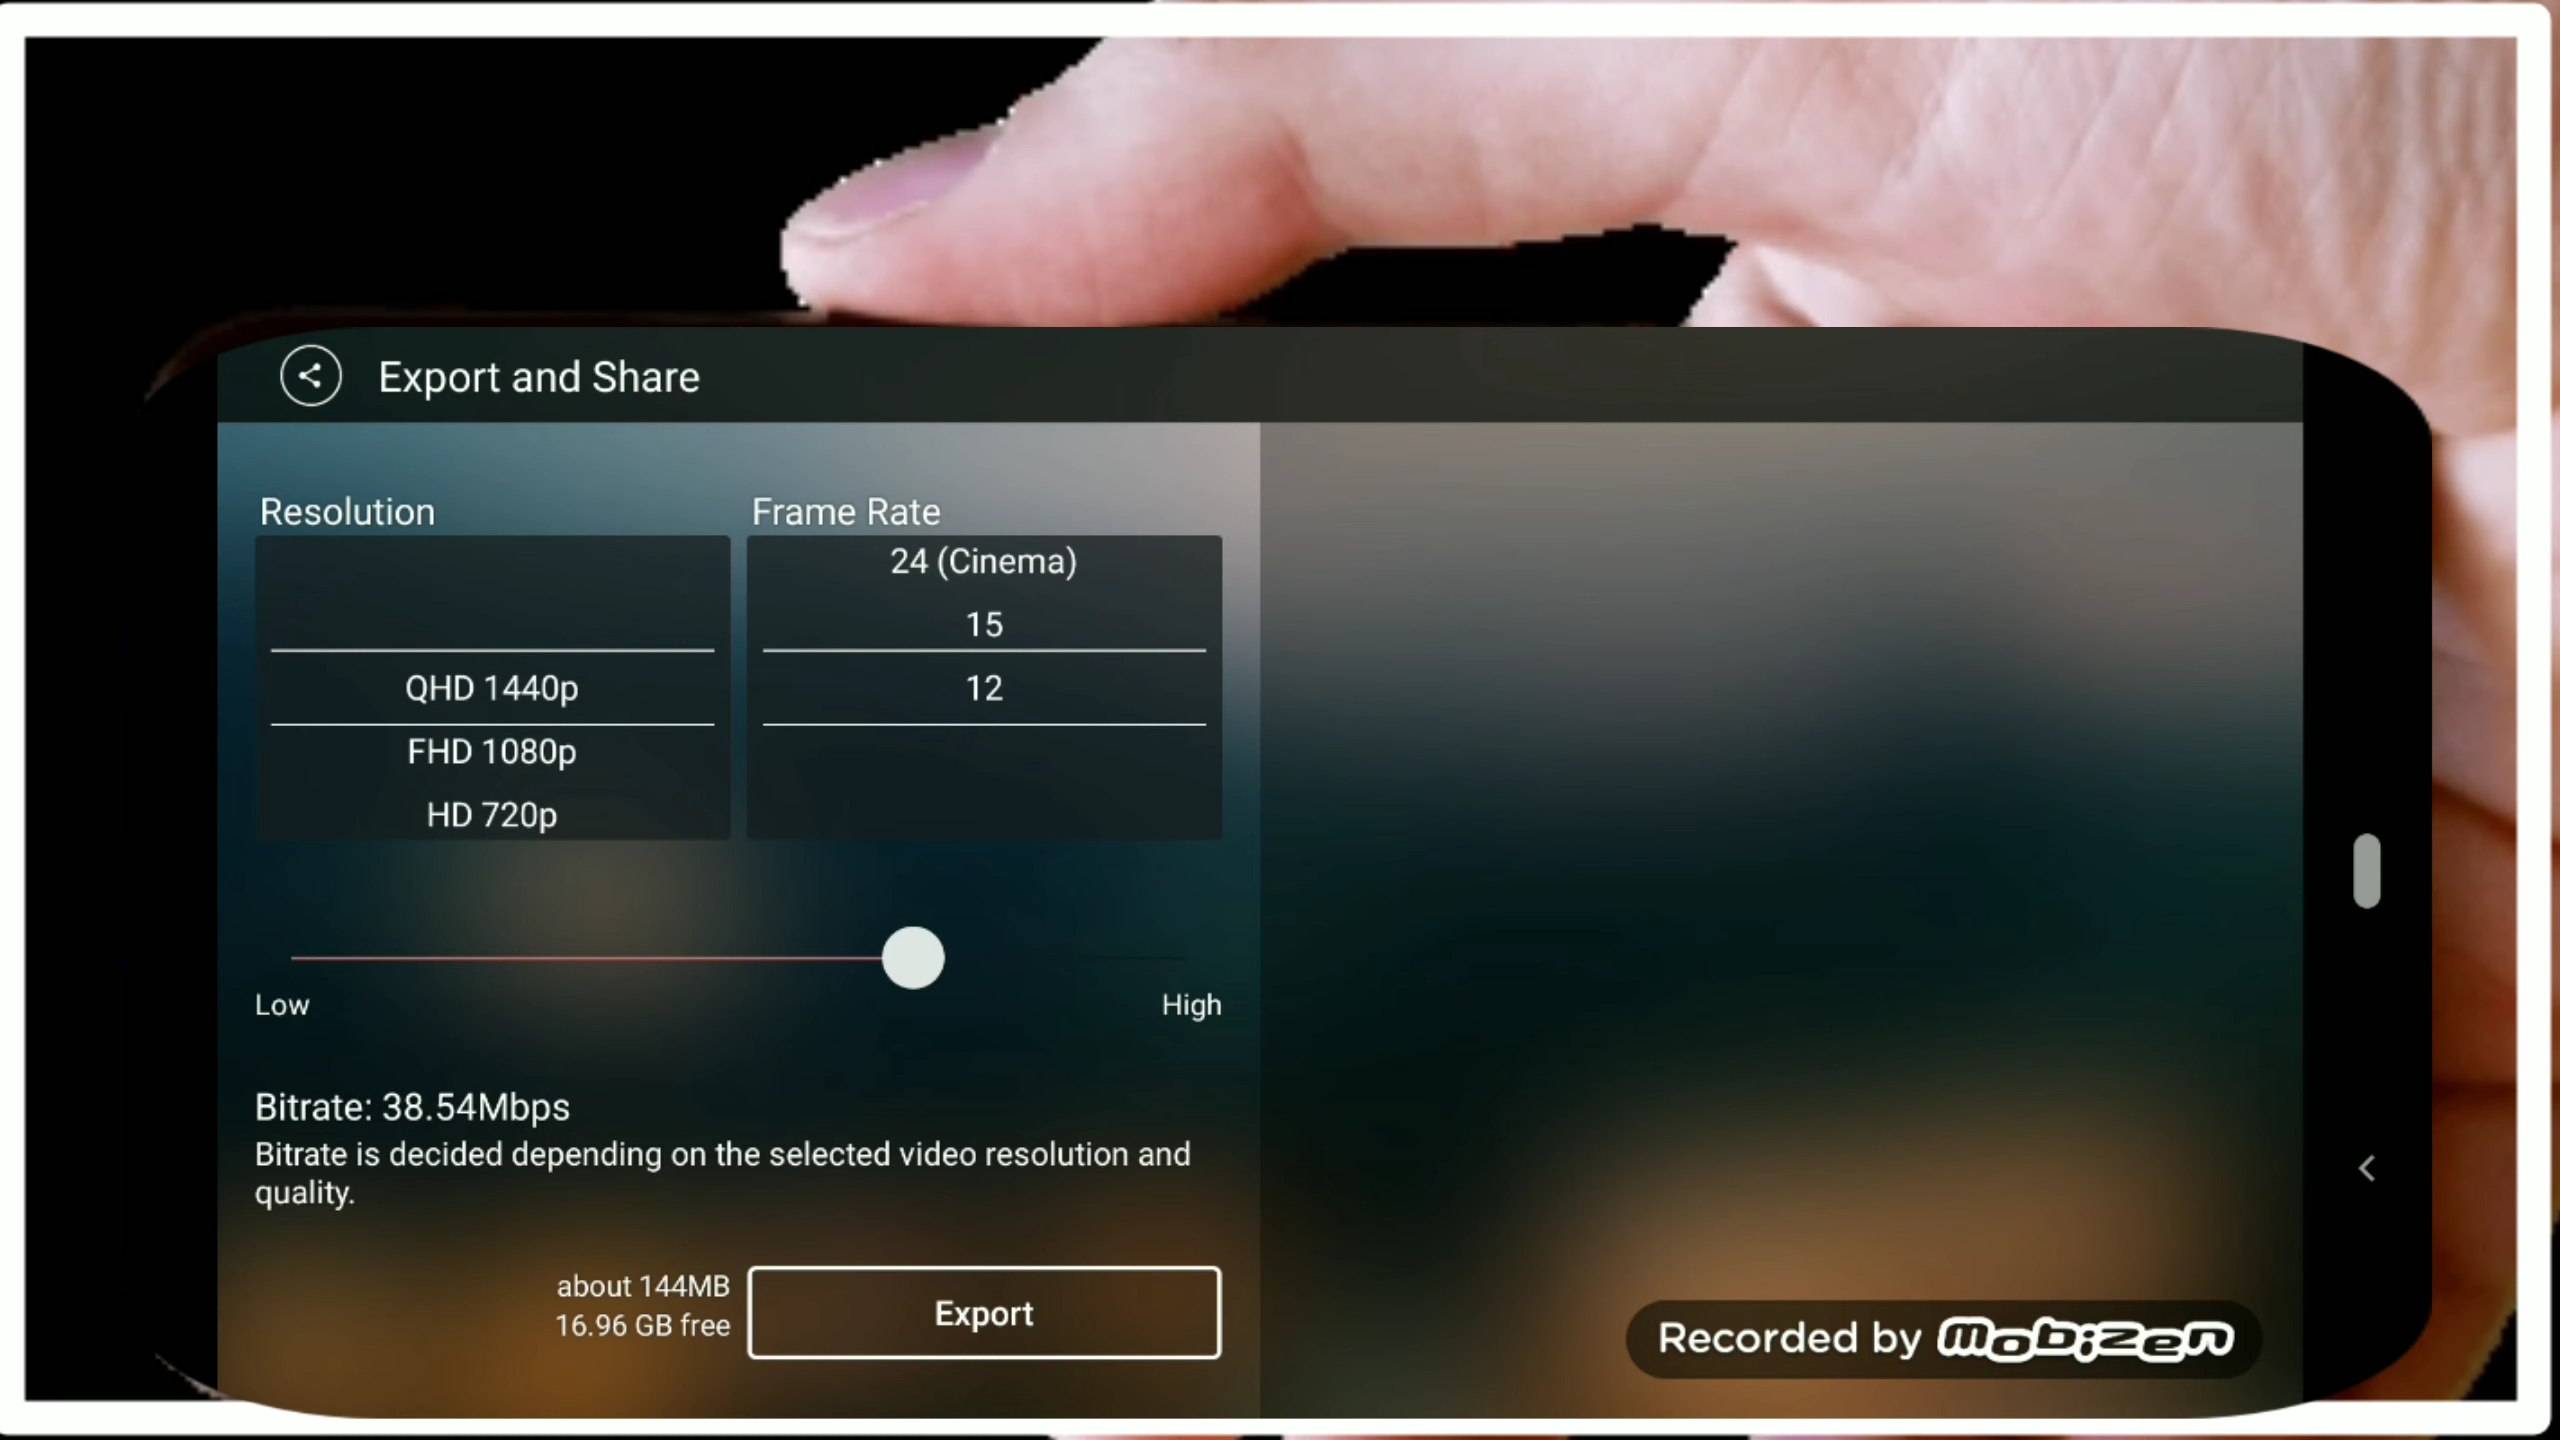 Export and Share
Resolution
Frame Rate
24 (Cinema)
15
QHD 1440p
12
FHD 1080p
HD 720p
Low
High
Bitrate: 38.54Mbps
Bitrate is decided depending on the selected video resolution and
quality.
about 144MB
16.96 GB free
Export
Recorded by mobizen